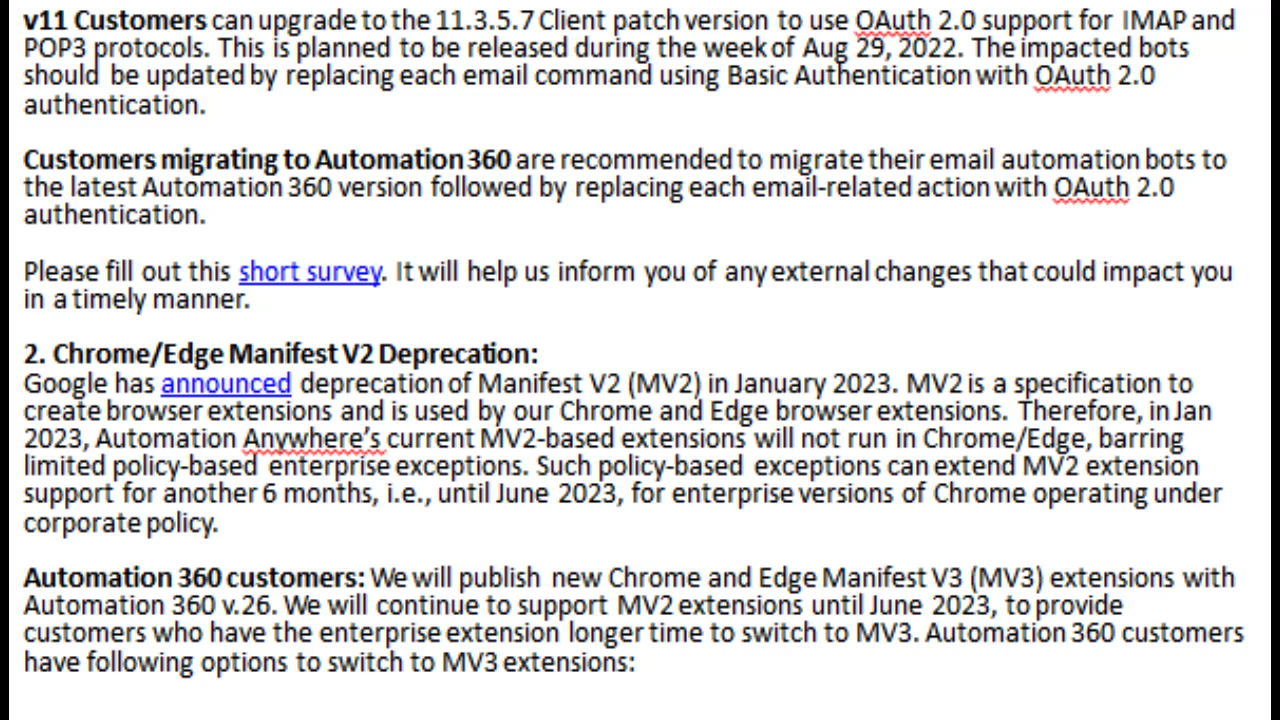 v11 Customers can upgrade to the 11.3.5.7 Client patch version to use OAuth 2.0 support for IMAP and
POP3 protocols. This is planned to be released during the week of Aug 29, 2022. The impacted bots
should be updated by replacing each email command using Basic Authentication with OAuth 2.0
authentication.
Customers migrating to Automation 360 are recommended to migrate their email automation bots to
the latest Automation 360 version followed by replacing each email-related action with OAuth 2.0
authentication.
Please fill out this short survey. It will help us inform you of any external changes that could impact you
in a timely manner.
2. Chrome/Edge Manifest V2 Deprecation:
Google has announced deprecation of Manifest V2 (MV2) in January 2023. MV2 is a specification to
create browser extensions and is used by our Chrome and Edge browser extensions. Therefore, in Jan
2023, Automation Anywhere’s current MV2-based extensions will not run in Chrome/Edge, barring
limited policy-based enterprise exceptions. Such policy-based exceptions can extend MV2 extension
support for another 6 months, i.e., until June 2023, for enterprise versions of Chrome operating under
corporate policy.
Automation 360 customers: We will publish new Chrome and Edge Manifest V3 (MV3) extensions with
Automation 360 v.26. We will continue to support MV2 extensions until June 2023, to provide
customers who have the enterprise extension longer time to switch to MV3. Automation 360 customers
have following options to switch to MV3 extensions: